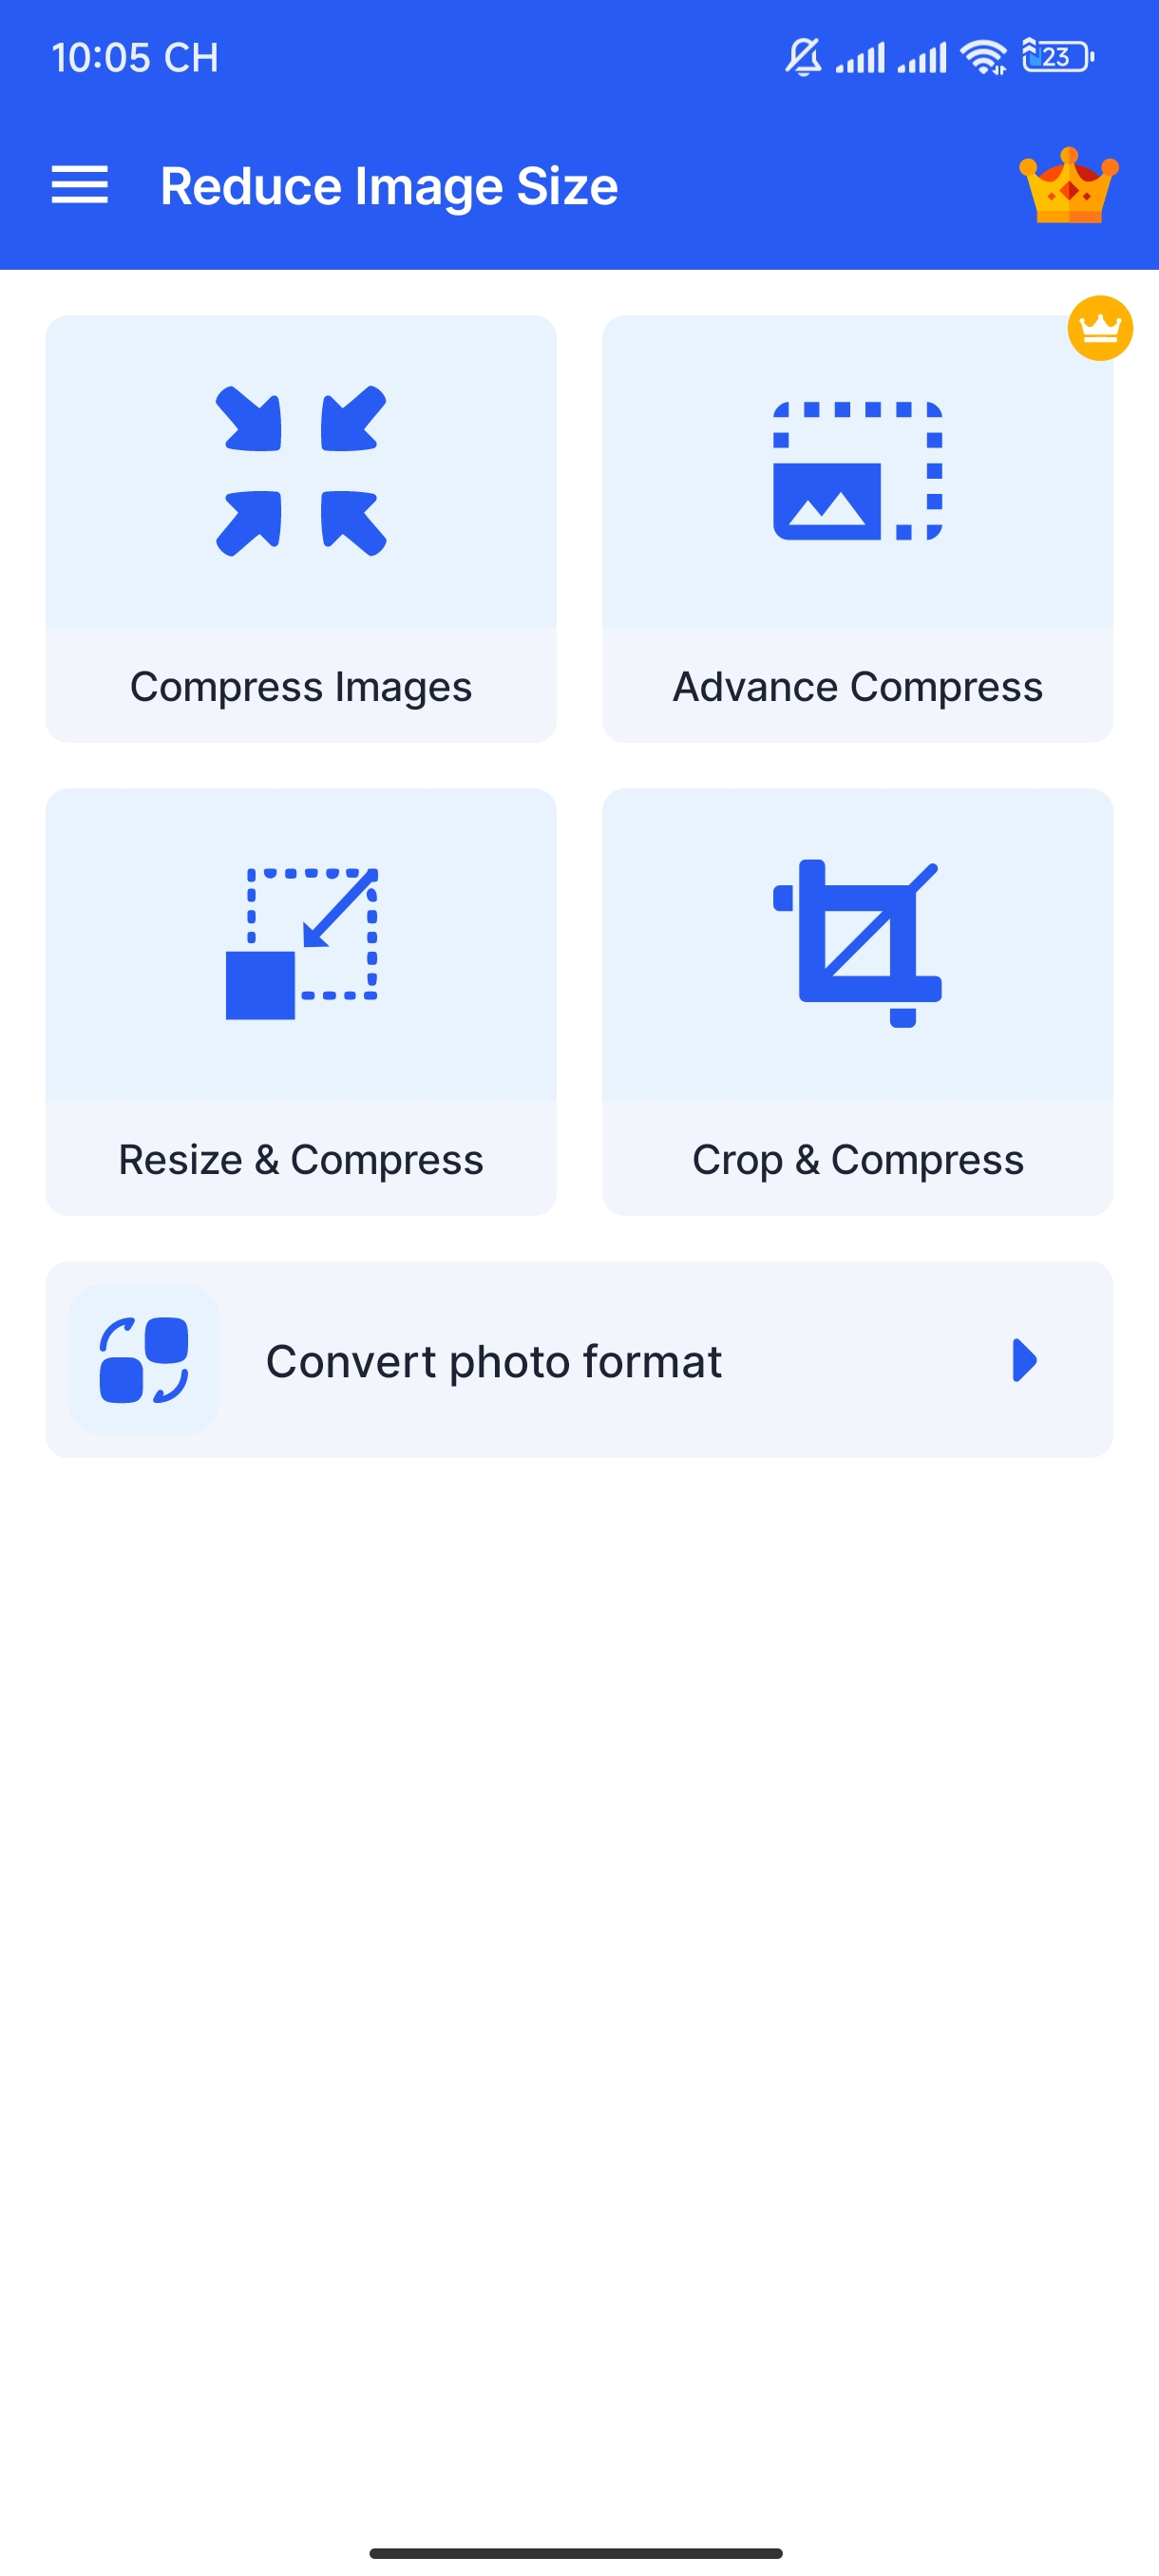 10:05 CH
23
Reduce Image Size
Compress Images
Advance Compress
Resize & Compress
Crop & Compress
Convert photo format